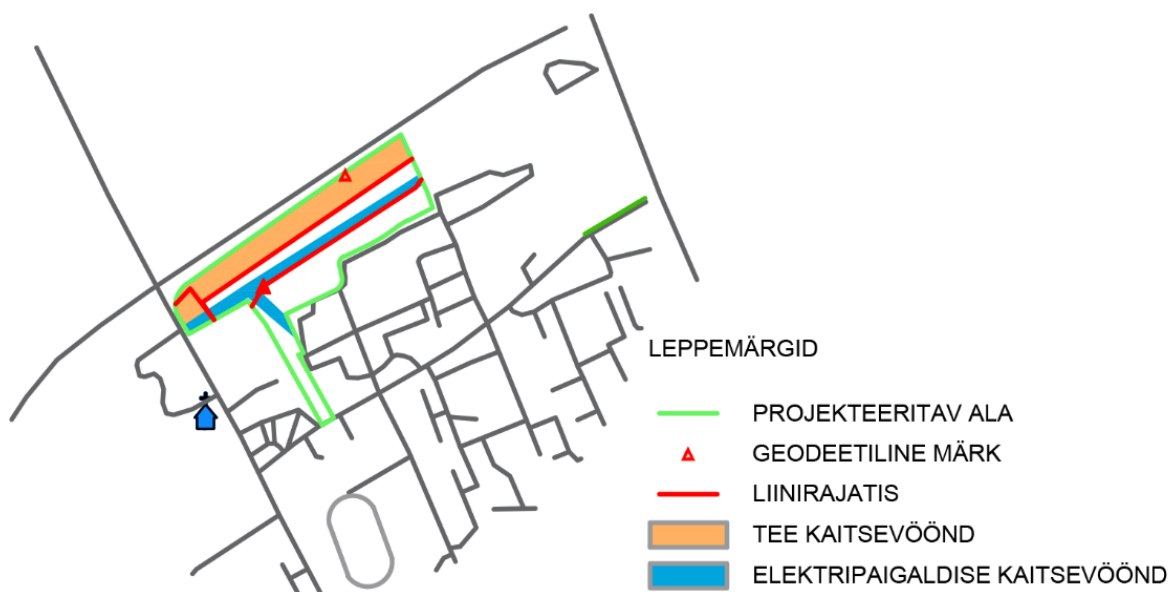 LEPPEMÄRGID
PROJEKTEERITAV ALA
GEODEETILINE MÄRK
LIINIRAJATIS
TEE KAITSEVÖÖND
ELEKTRIPAIGALDISE KAITSEVÖÖND